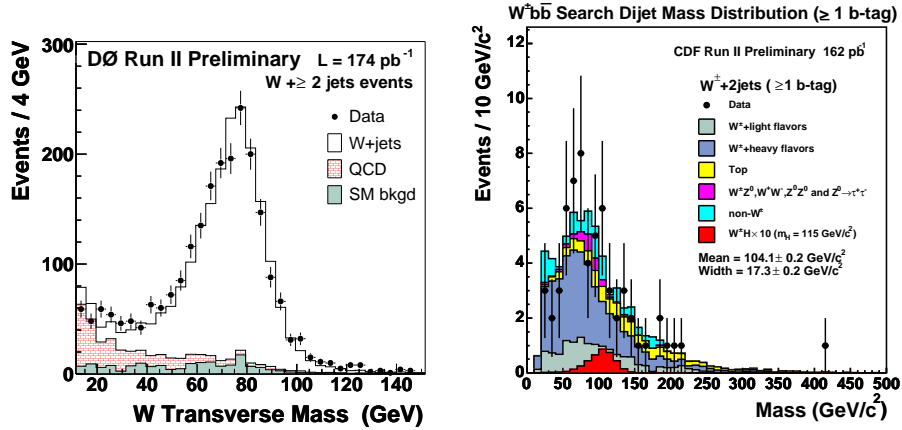 DØ Run II Preliminary L = 174 pb⁻¹
W +≥ 2 jets events
Data
W+jets
QCD
SM bkgd
Events / 4 GeV
300
200
100
0
20 40 60 80 100 120 140
W Transverse Mass (GeV)
W±bb̄ Search Dijet Mass Distribution (≥ 1 b-tag)
CDF Run II Preliminary 162 pb⁻¹
W±+2jets ( ≥1 b-tag)
Data
W±+light flavors
W±+heavy flavors
Top
W±Z⁰,W⁺W⁻,Z⁰Z⁰ and Z⁰→τ⁺τ⁻
non-W±
W±H×10 (m_H = 115 GeV/c²)
Mean = 104.1± 0.2 GeV/c²
Width = 17.3± 0.2 GeV/c²
Events / 10 GeV/c²
12
10
8
6
4
2
0
0 50 100 150 200 250 300 350 400 450 500
Mass (GeV/c²)